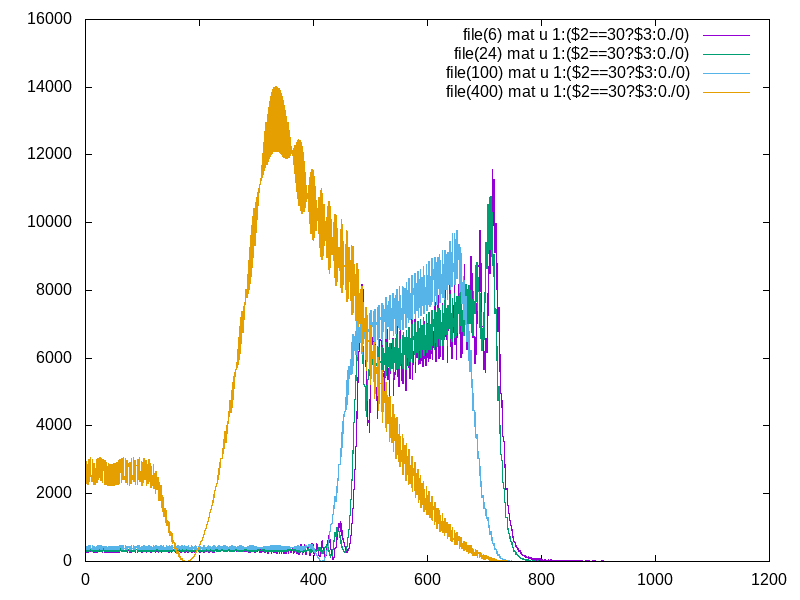 16000
14000
12000
10000
8000
6000
4000
2000
0
file(6) mat u 1:($2==30?$3:0./0)
file(24) mat u 1:($2==30?$3:0./0)
file(100) mat u 1:($2==30?$3:0./0)
file(400) mat u 1:($2==30?$3:0./0)
0 200 400 600 800 1000 1200